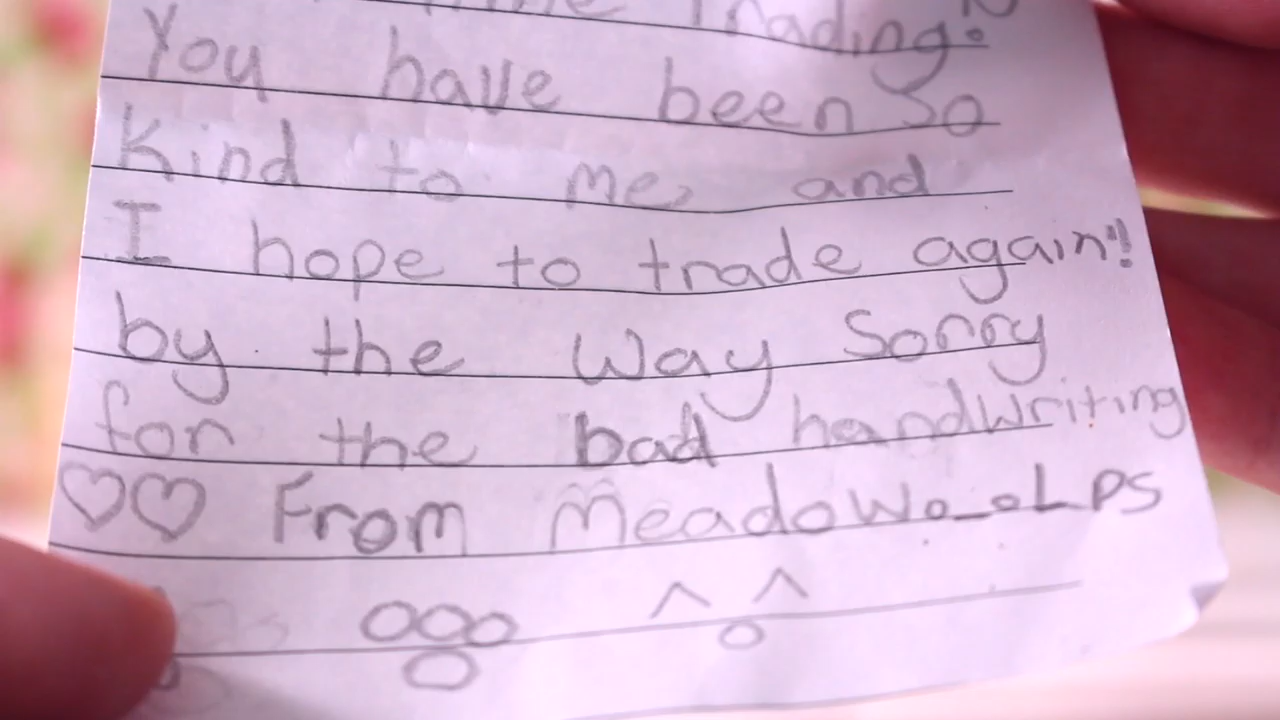 Trading:
You have been so
Kind to me, and
I hope to trade again!!
by the way Sorry
for the bad handwriting
♡♡ From Meadowo_oLPS